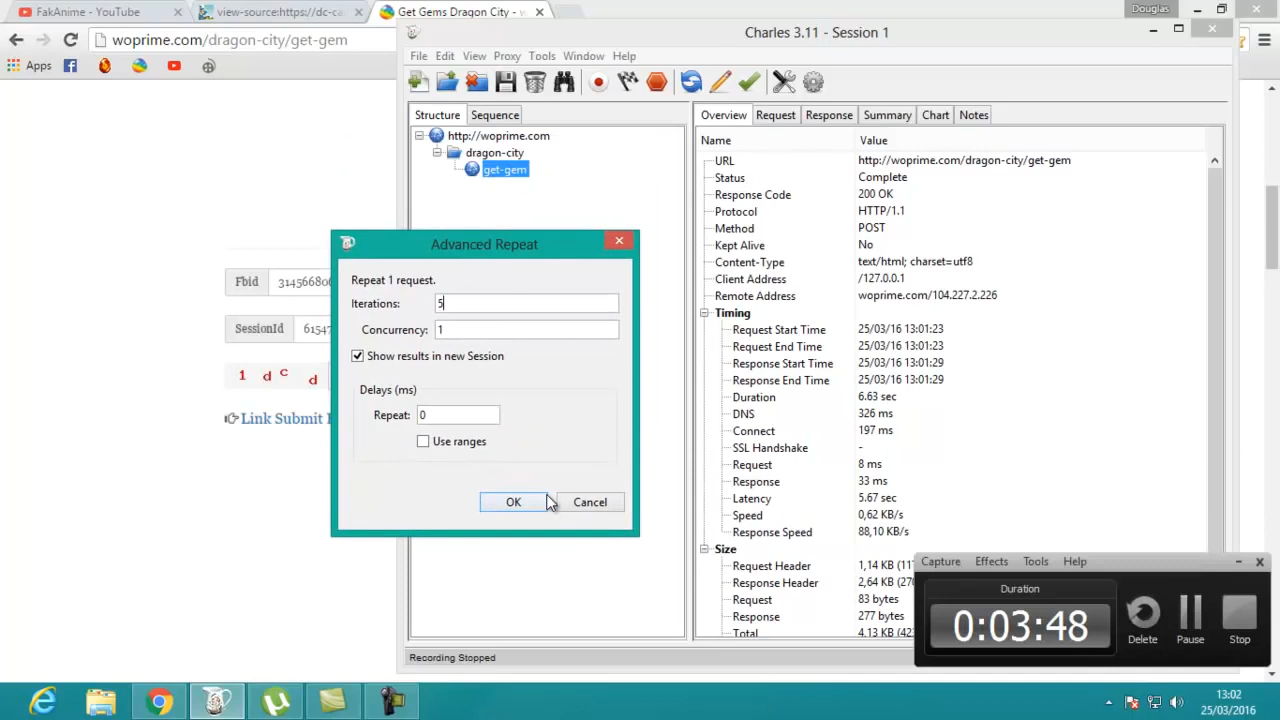 FakAnime - YouTube
view-source:https://dc-ca
Get Gems Dragon City - w
Douglas
woprime.com/dragon-city/get-gem
Apps
Charles 3.11 - Session 1
File Edit View Proxy Tools Window Help
Structure Sequence
http://woprime.com
dragon-city
get-gem
Overview Request Response Summary Chart Notes
Name Value
URL http://woprime.com/dragon-city/get-gem
Status Complete
Response Code 200 OK
Protocol HTTP/1.1
Method POST
Kept Alive No
Content-Type text/html; charset=utf8
Client Address /127.0.0.1
Remote Address woprime.com/104.227.2.226
Timing
Request Start Time 25/03/16 13:01:23
Request End Time 25/03/16 13:01:23
Response Start Time 25/03/16 13:01:29
Response End Time 25/03/16 13:01:29
Duration 6.63 sec
DNS 326 ms
Connect 197 ms
SSL Handshake -
Request 8 ms
Response 33 ms
Latency 5.67 sec
Speed 0,62 KB/s
Response Speed 88,10 KB/s
Size
Request Header 1,14 KB (117
Response Header 2,64 KB (270
Request 83 bytes
Response 277 bytes
Total 4.13 KB (423
Recording Stopped
Fbid 314566806
SessionId 61547
1 d c d
Link Submit
Advanced Repeat
Repeat 1 request.
Iterations: 5
Concurrency: 1
Show results in new Session
Delays (ms)
Repeat: 0
Use ranges
OK Cancel
Capture Effects Tools Help
Duration
0:03:48
Delete Pause Stop
13:02
25/03/2016